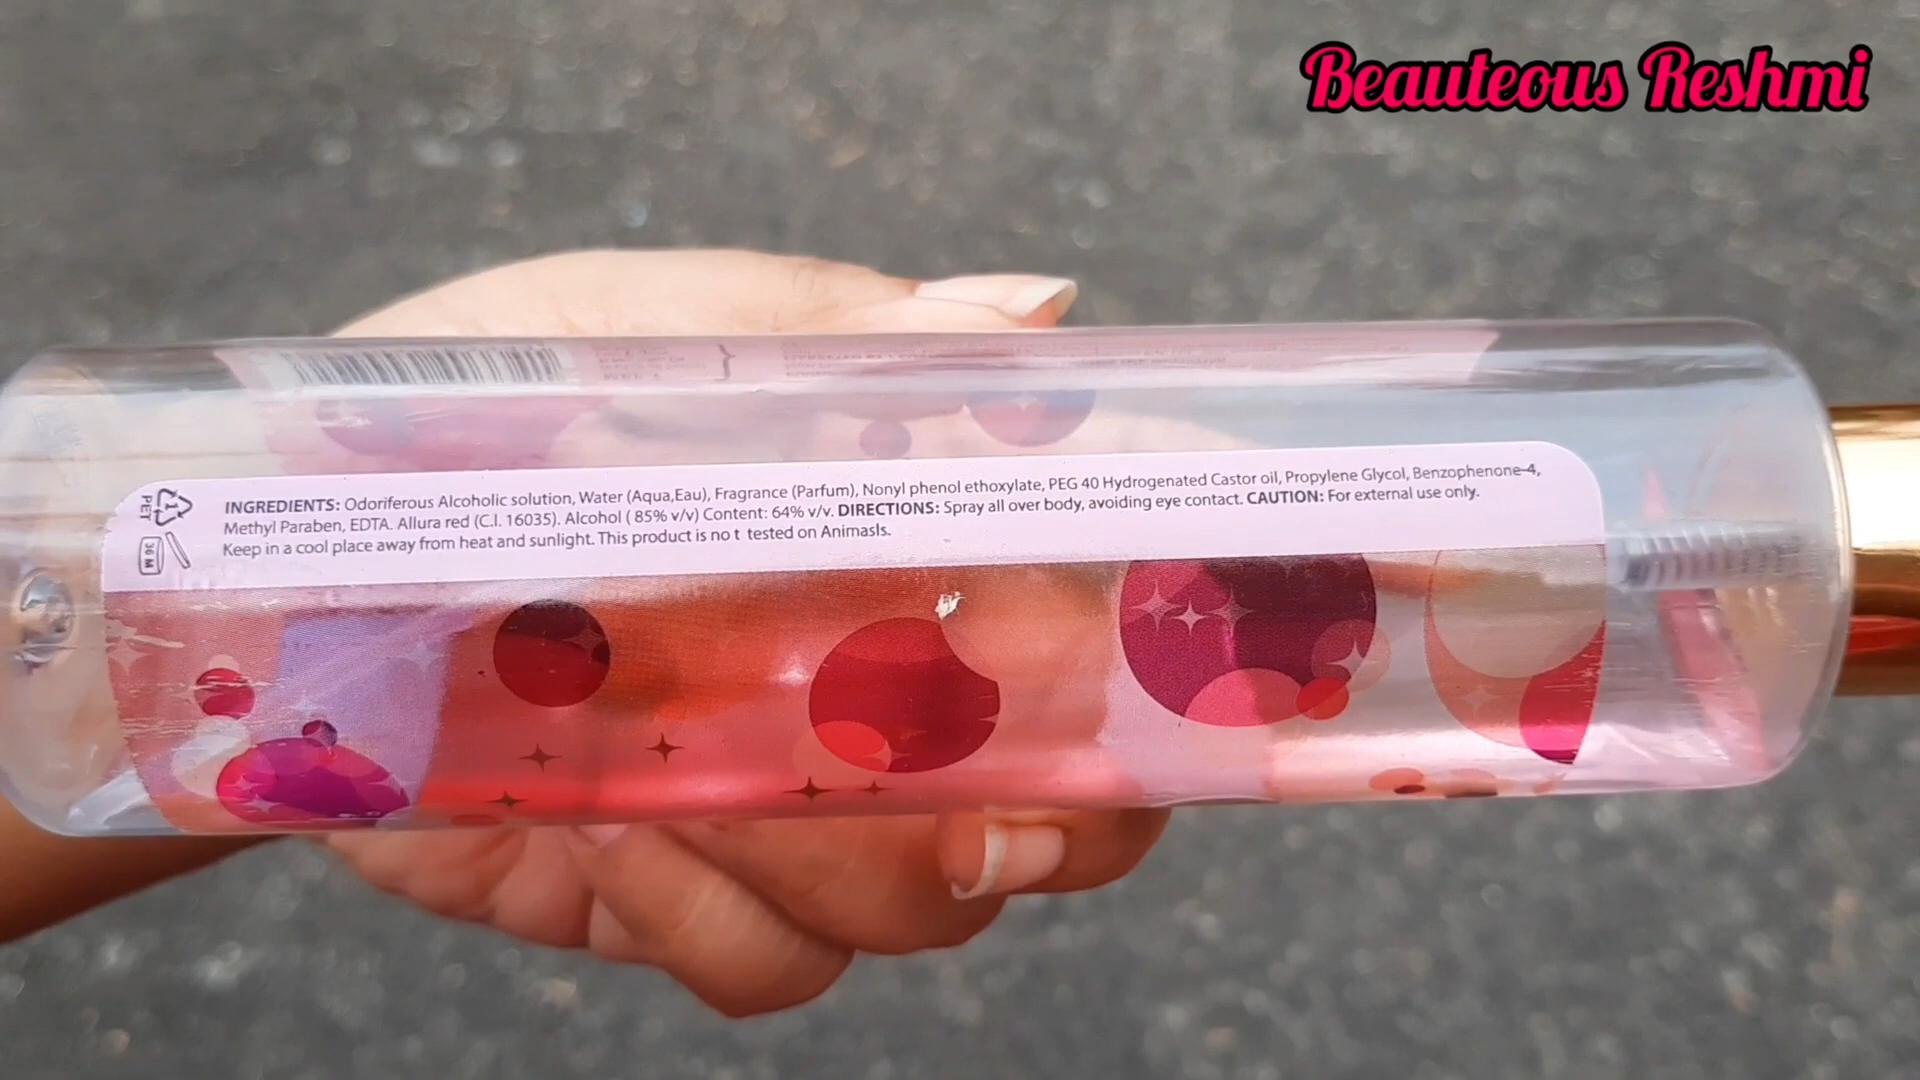 Beauteous Reshmi
INGREDIENTS: Odoriferous Alcoholic solution, Water (Aqua,Eau), Fragrance (Parfum), Nonyl phenol ethoxylate, PEG 40 Hydrogenated Castor oil, Propylene Glycol, Benzophenone-4,
Methyl Paraben, EDTA. Allura red (C.I. 16035). Alcohol ( 85% v/v) Content: 64% v/v. DIRECTIONS: Spray all over body, avoiding eye contact. CAUTION: For external use only.
Keep in a cool place away from heat and sunlight. This product is no t tested on Animasls.
1
PET
36 M